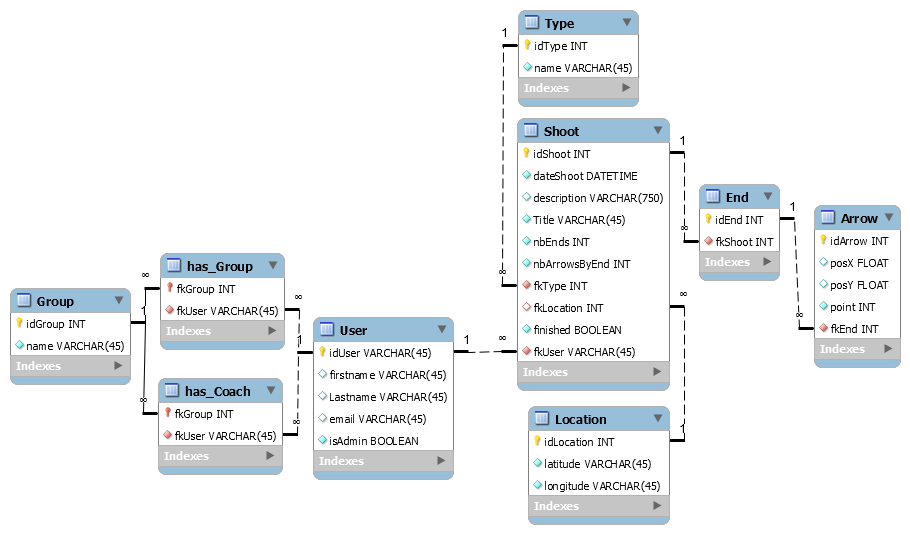 Type
idType INT
name VARCHAR(45)
Indexes
Shoot
idShoot INT
dateShoot DATETIME
description VARCHAR(750)
Title VARCHAR(45)
nbEnds INT
nbArrowsByEnd INT
fkType INT
fkLocation INT
finished BOOLEAN
fkUser VARCHAR(45)
Indexes
End
idEnd INT
fkShoot INT
Indexes
Arrow
idArrow INT
posX FLOAT
posY FLOAT
point INT
fkEnd INT
Indexes
has_Group
fkGroup INT
fkUser VARCHAR(45)
Indexes
Group
idGroup INT
name VARCHAR(45)
Indexes
has_Coach
fkGroup INT
fkUser VARCHAR(45)
Indexes
User
idUser VARCHAR(45)
firstname VARCHAR(45)
Lastname VARCHAR(45)
email VARCHAR(45)
isAdmin BOOLEAN
Indexes
Location
idLocation INT
latitude VARCHAR(45)
longitude VARCHAR(45)
Indexes
1
∞
1
∞
1
∞
∞
1
1
∞
∞
1
∞
∞
1
∞